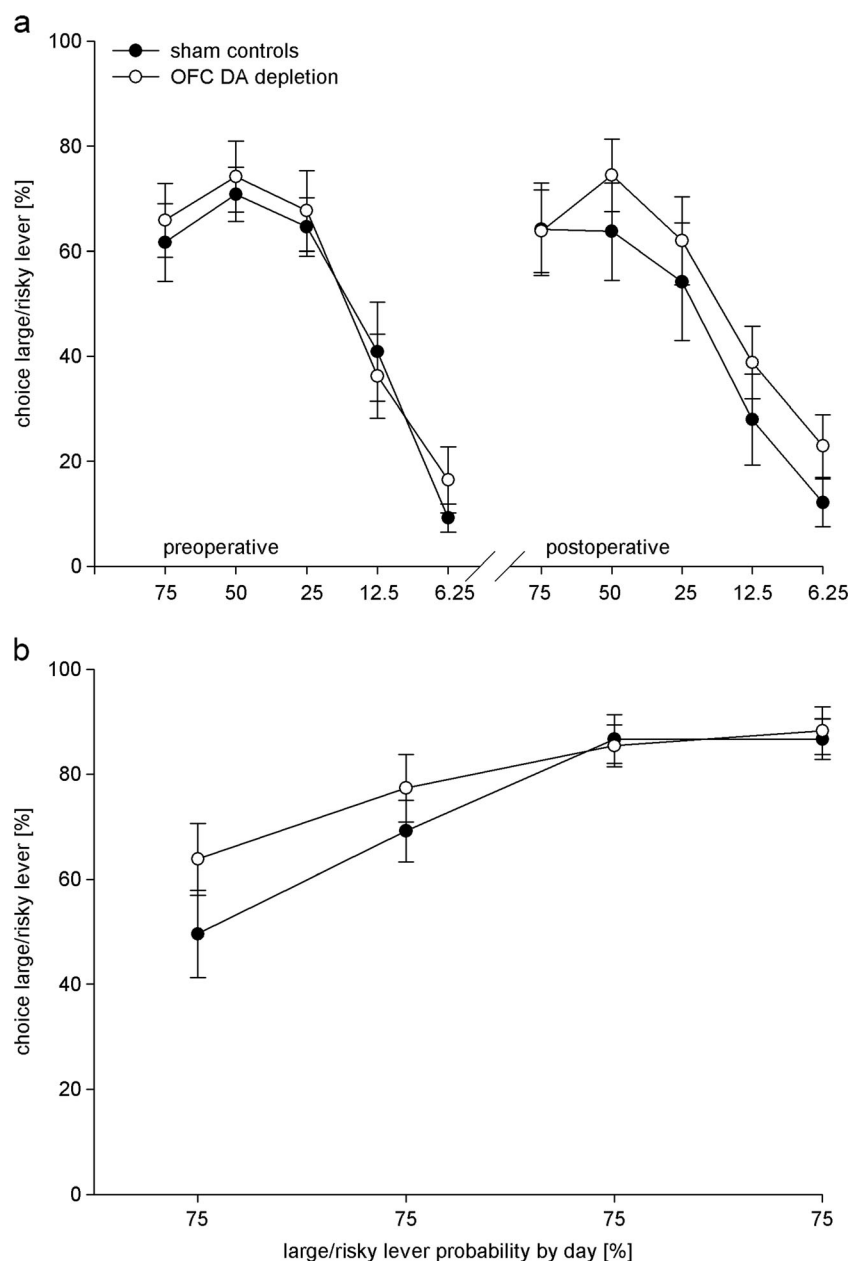 a
100
sham controls
OFC DA depletion
80
60
40
20
0
choice large/risky lever [%]
preoperative
postoperative
75 50 25 12.5 6.25 75 50 25 12.5 6.25
b
100
80
60
40
20
0
choice large/risky lever [%]
75 75 75 75
large/risky lever probability by day [%]